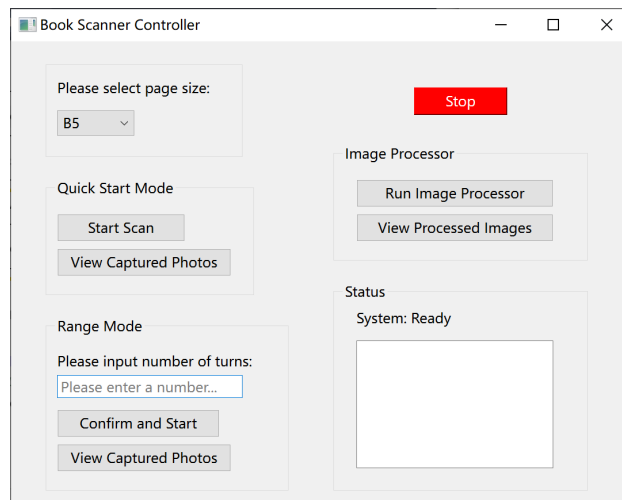 Book Scanner Controller
Please select page size:
B5
Stop
Quick Start Mode
Start Scan
View Captured Photos
Range Mode
Please input number of turns:
Please enter a number...
Confirm and Start
View Captured Photos
Image Processor
Run Image Processor
View Processed Images
Status
System: Ready